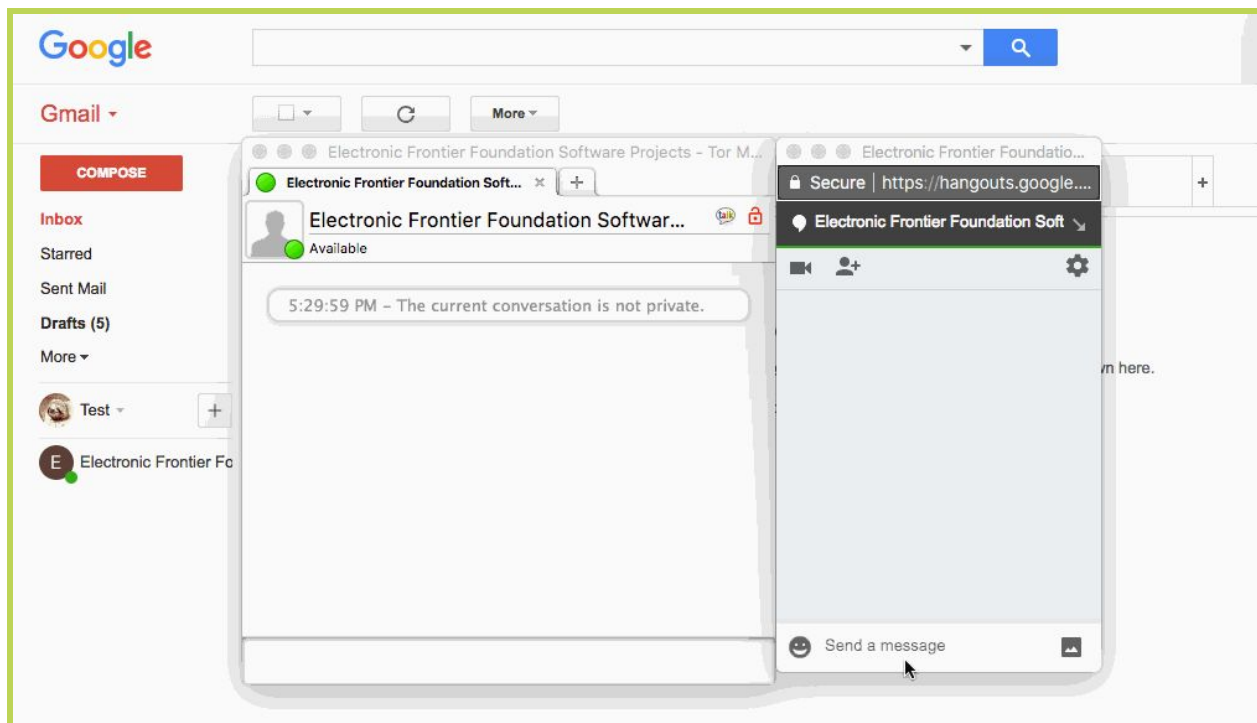 Google
Gmail
More
COMPOSE
Inbox
Starred
Sent Mail
Drafts (5)
More
Test
+
E
Electronic Frontier Fo
Electronic Frontier Foundation Software Projects - Tor M...
Electronic Frontier Foundation Soft... × +
Electronic Frontier Foundation Softwar...
talk
Available
5:29:59 PM – The current conversation is not private.
Electronic Frontier Foundatio...
Secure | https://hangouts.google....
Electronic Frontier Foundation Soft
Send a message
+
here.